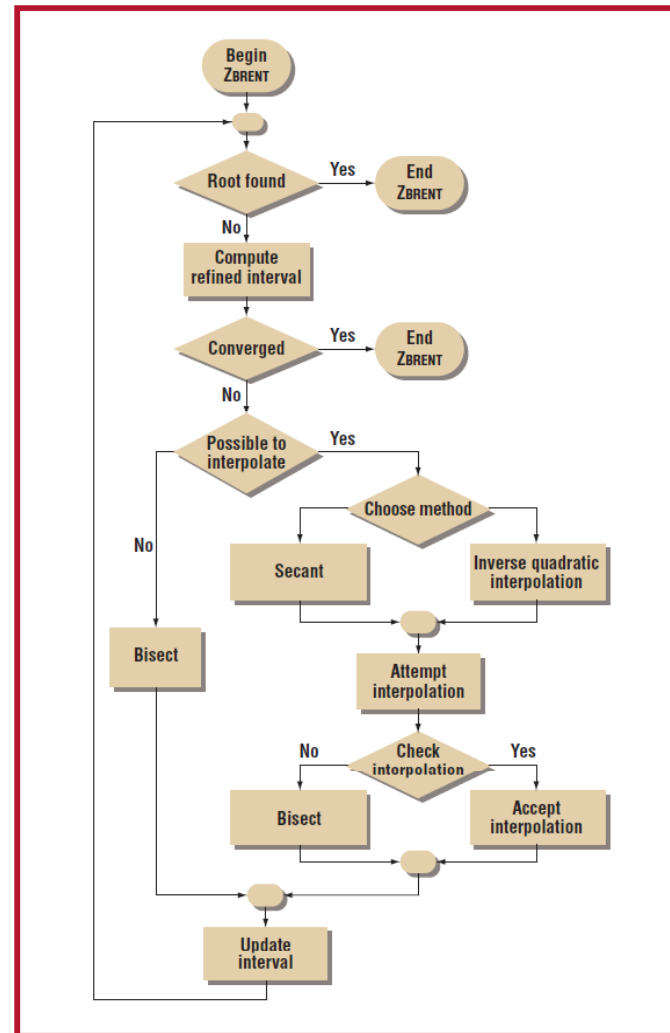 Begin
ZBRENT
Root found
Yes
End
ZBRENT
No
Compute
refined interval
Converged
Yes
End
ZBRENT
No
Possible to
interpolate
Yes
Choose method
No
Secant
Inverse quadratic
interpolation
Bisect
Attempt
interpolation
No
Check
intorpolation
Yes
Bisect
Accept
interpolation
Update
interval